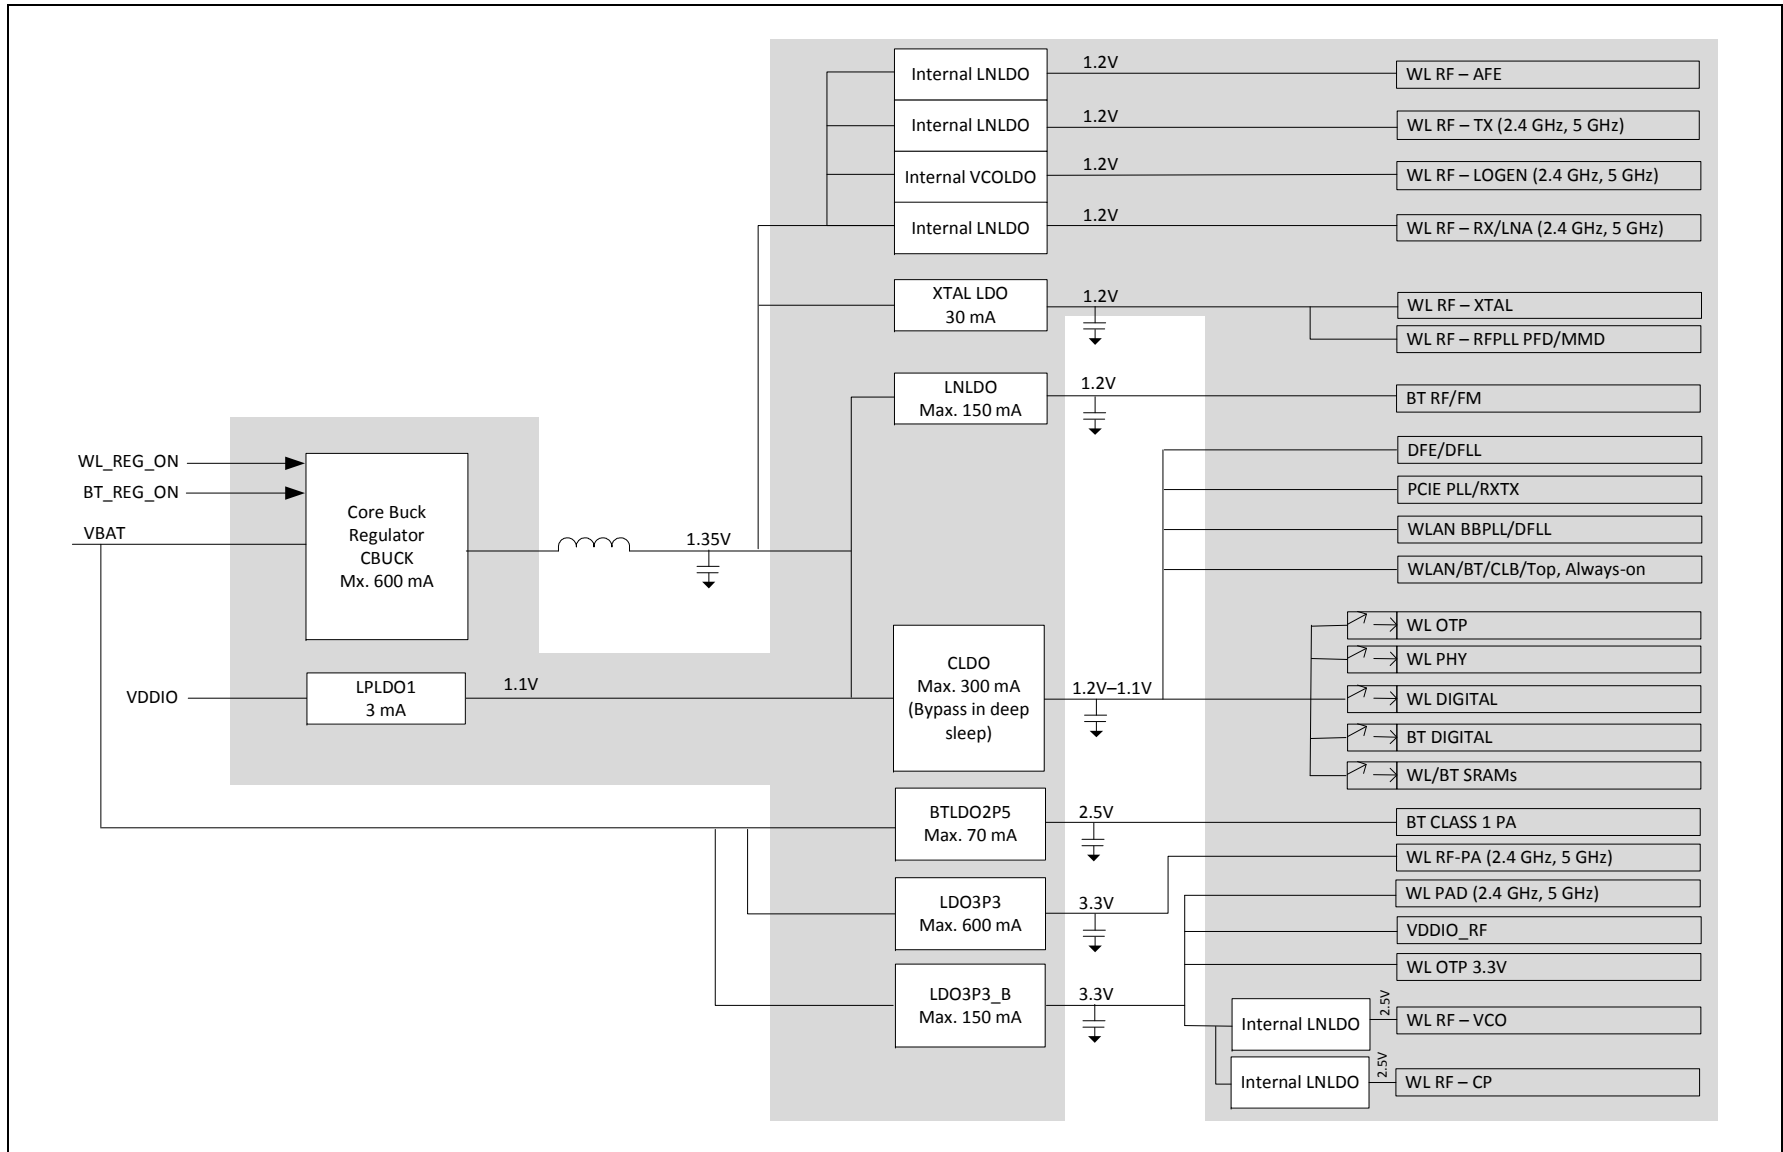 Internal LNLDO
1.2V
WL RF – AFE
Internal LNLDO
1.2V
WL RF – TX (2.4 GHz, 5 GHz)
Internal VCOLDO
1.2V
WL RF – LOGEN (2.4 GHz, 5 GHz)
Internal LNLDO
1.2V
WL RF – RX/LNA (2.4 GHz, 5 GHz)
XTAL LDO
30 mA
1.2V
WL RF – XTAL
WL RF – RFPLL PFD/MMD
LNLDO
Max. 150 mA
1.2V
BT RF/FM
DFE/DFLL
PCIE PLL/RXTX
WLAN BBPLL/DFLL
WLAN/BT/CLB/Top, Always-on
WL_REG_ON
BT_REG_ON
VBAT
Core Buck
Regulator
CBUCK
Mx. 600 mA
1.35V
VDDIO
LPLDO1
3 mA
1.1V
CLDO
Max. 300 mA
(Bypass in deep
sleep)
1.2V–1.1V
WL OTP
WL PHY
WL DIGITAL
BT DIGITAL
WL/BT SRAMs
BTLDO2P5
Max. 70 mA
2.5V
BT CLASS 1 PA
LDO3P3
Max. 600 mA
3.3V
WL RF-PA (2.4 GHz, 5 GHz)
LDO3P3_B
Max. 150 mA
3.3V
WL PAD (2.4 GHz, 5 GHz)
VDDIO_RF
WL OTP 3.3V
Internal LNLDO
2.5V
WL RF – VCO
Internal LNLDO
2.5V
WL RF – CP